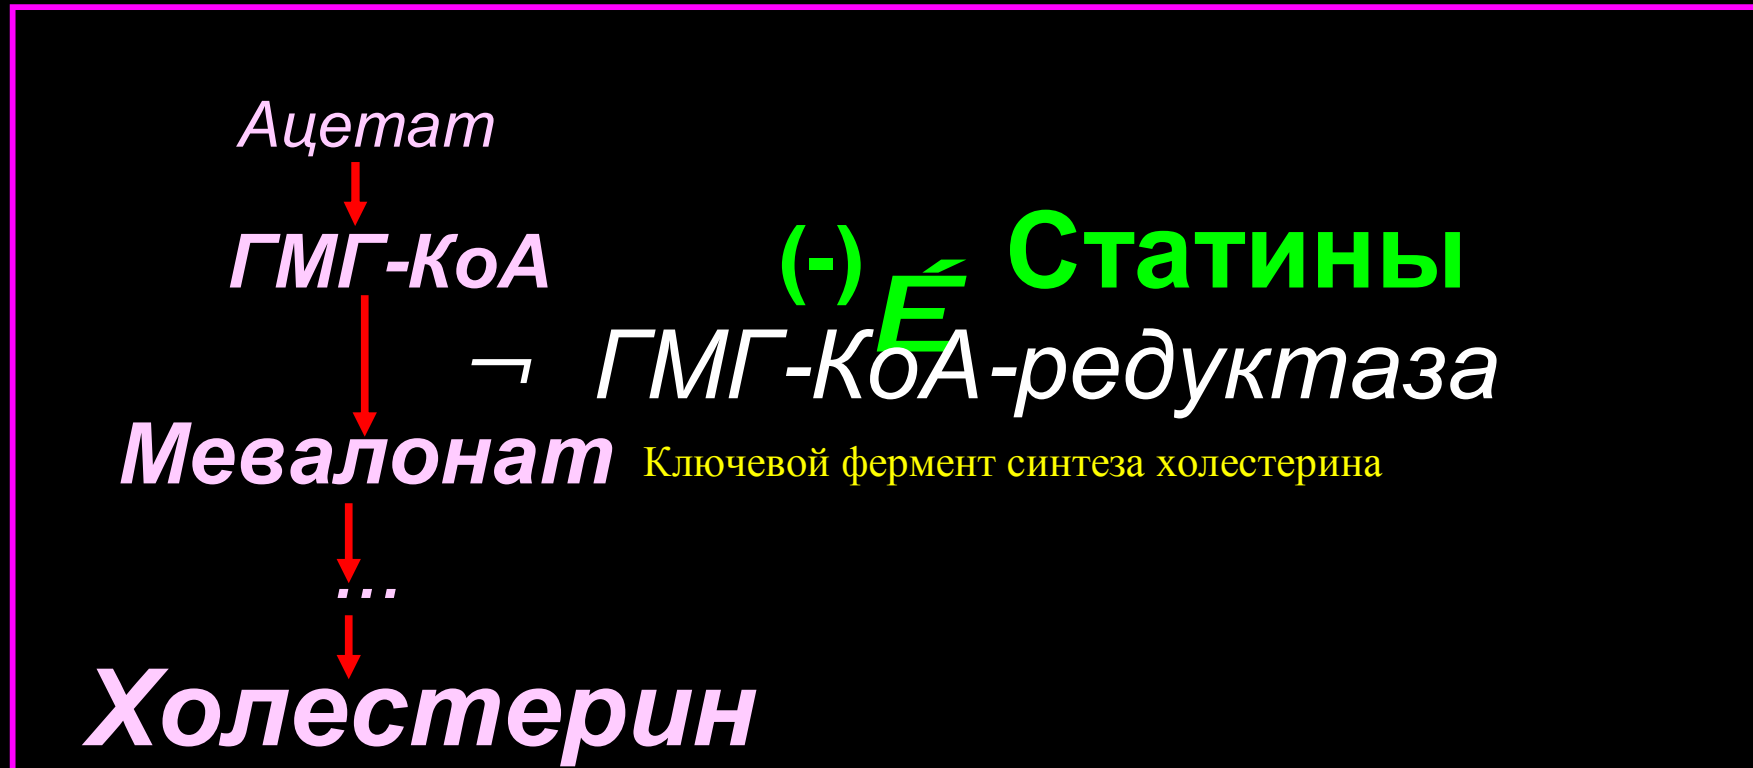 Ацетат
ГМГ-КоА (-) É Статины
¬ ГМГ-КоА-редуктаза
Мевалонат Ключевой фермент синтеза холестерина
...
Холестерин